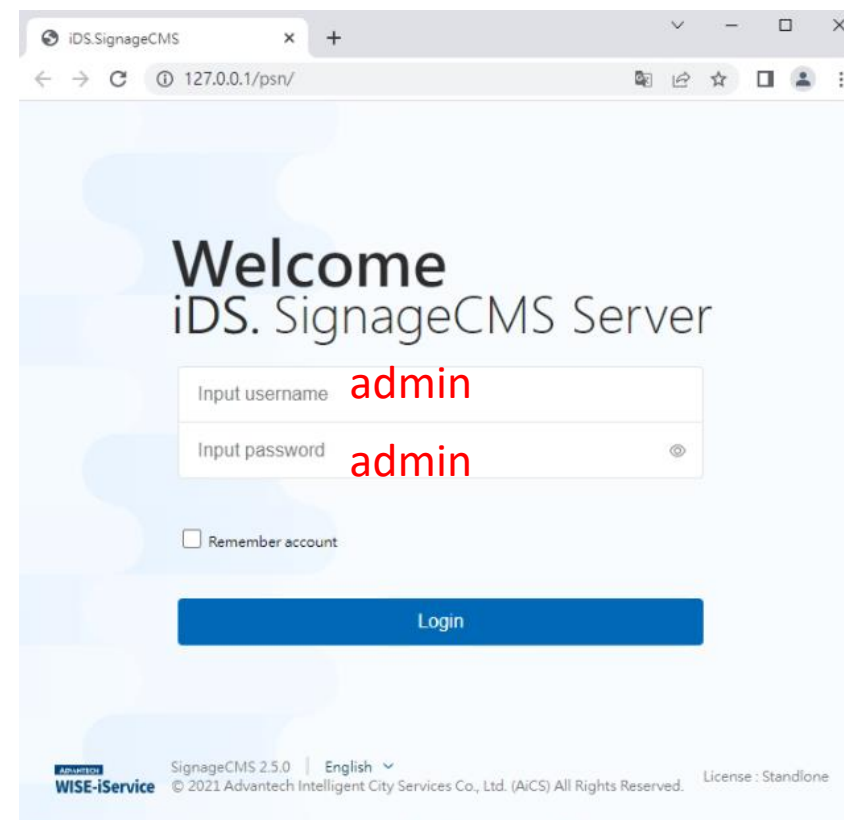 iDS.SignageCMS
127.0.0.1/psn/
Welcome
iDS. SignageCMS Server
Input username admin
Input password admin
Remember account
Login
ADVANTECH
WISE-iService
SignageCMS 2.5.0 | English
© 2021 Advantech Intelligent City Services Co., Ltd. (AiCS) All Rights Reserved.
License : Standlone